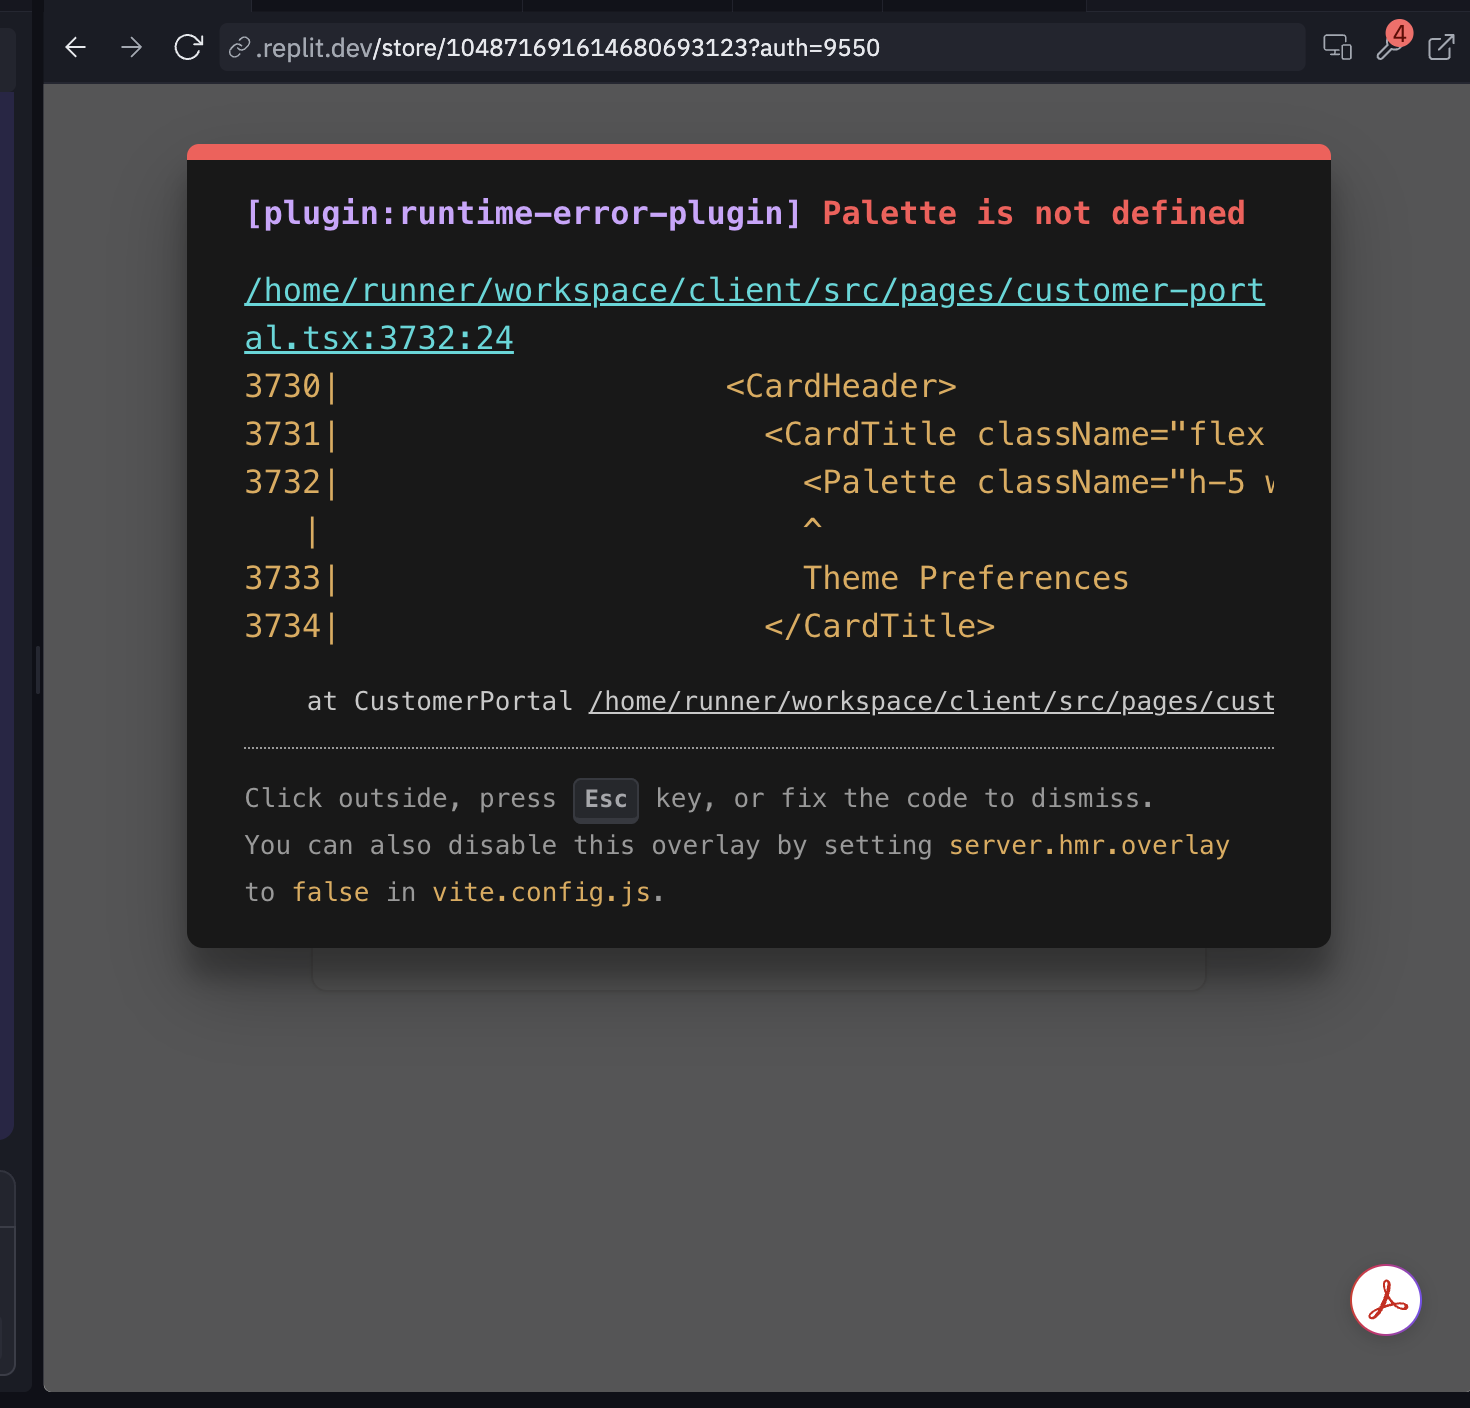 .replit.dev/store/104871691614680693123?auth=9550
4
[plugin:runtime-error-plugin] Palette is not defined
/home/runner/workspace/client/src/pages/customer-port
al.tsx:3732:24
3730|                    <CardHeader>
3731|                      <CardTitle className="flex
3732|                        <Palette className="h-5
    |                        ^
3733|                        Theme Preferences
3734|                      </CardTitle>
at CustomerPortal /home/runner/workspace/client/src/pages/cust
Click outside, press Esc key, or fix the code to dismiss.
You can also disable this overlay by setting server.hmr.overlay
to false in vite.config.js.